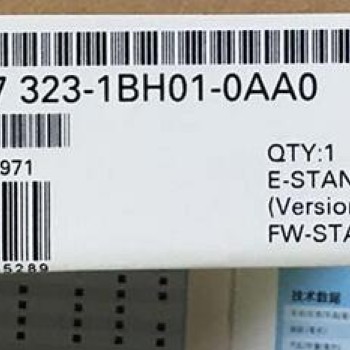 7 323-1BH01-0AA0
971
QTY:1
E-STAN
(Version
FW-STA
5289
技术数据